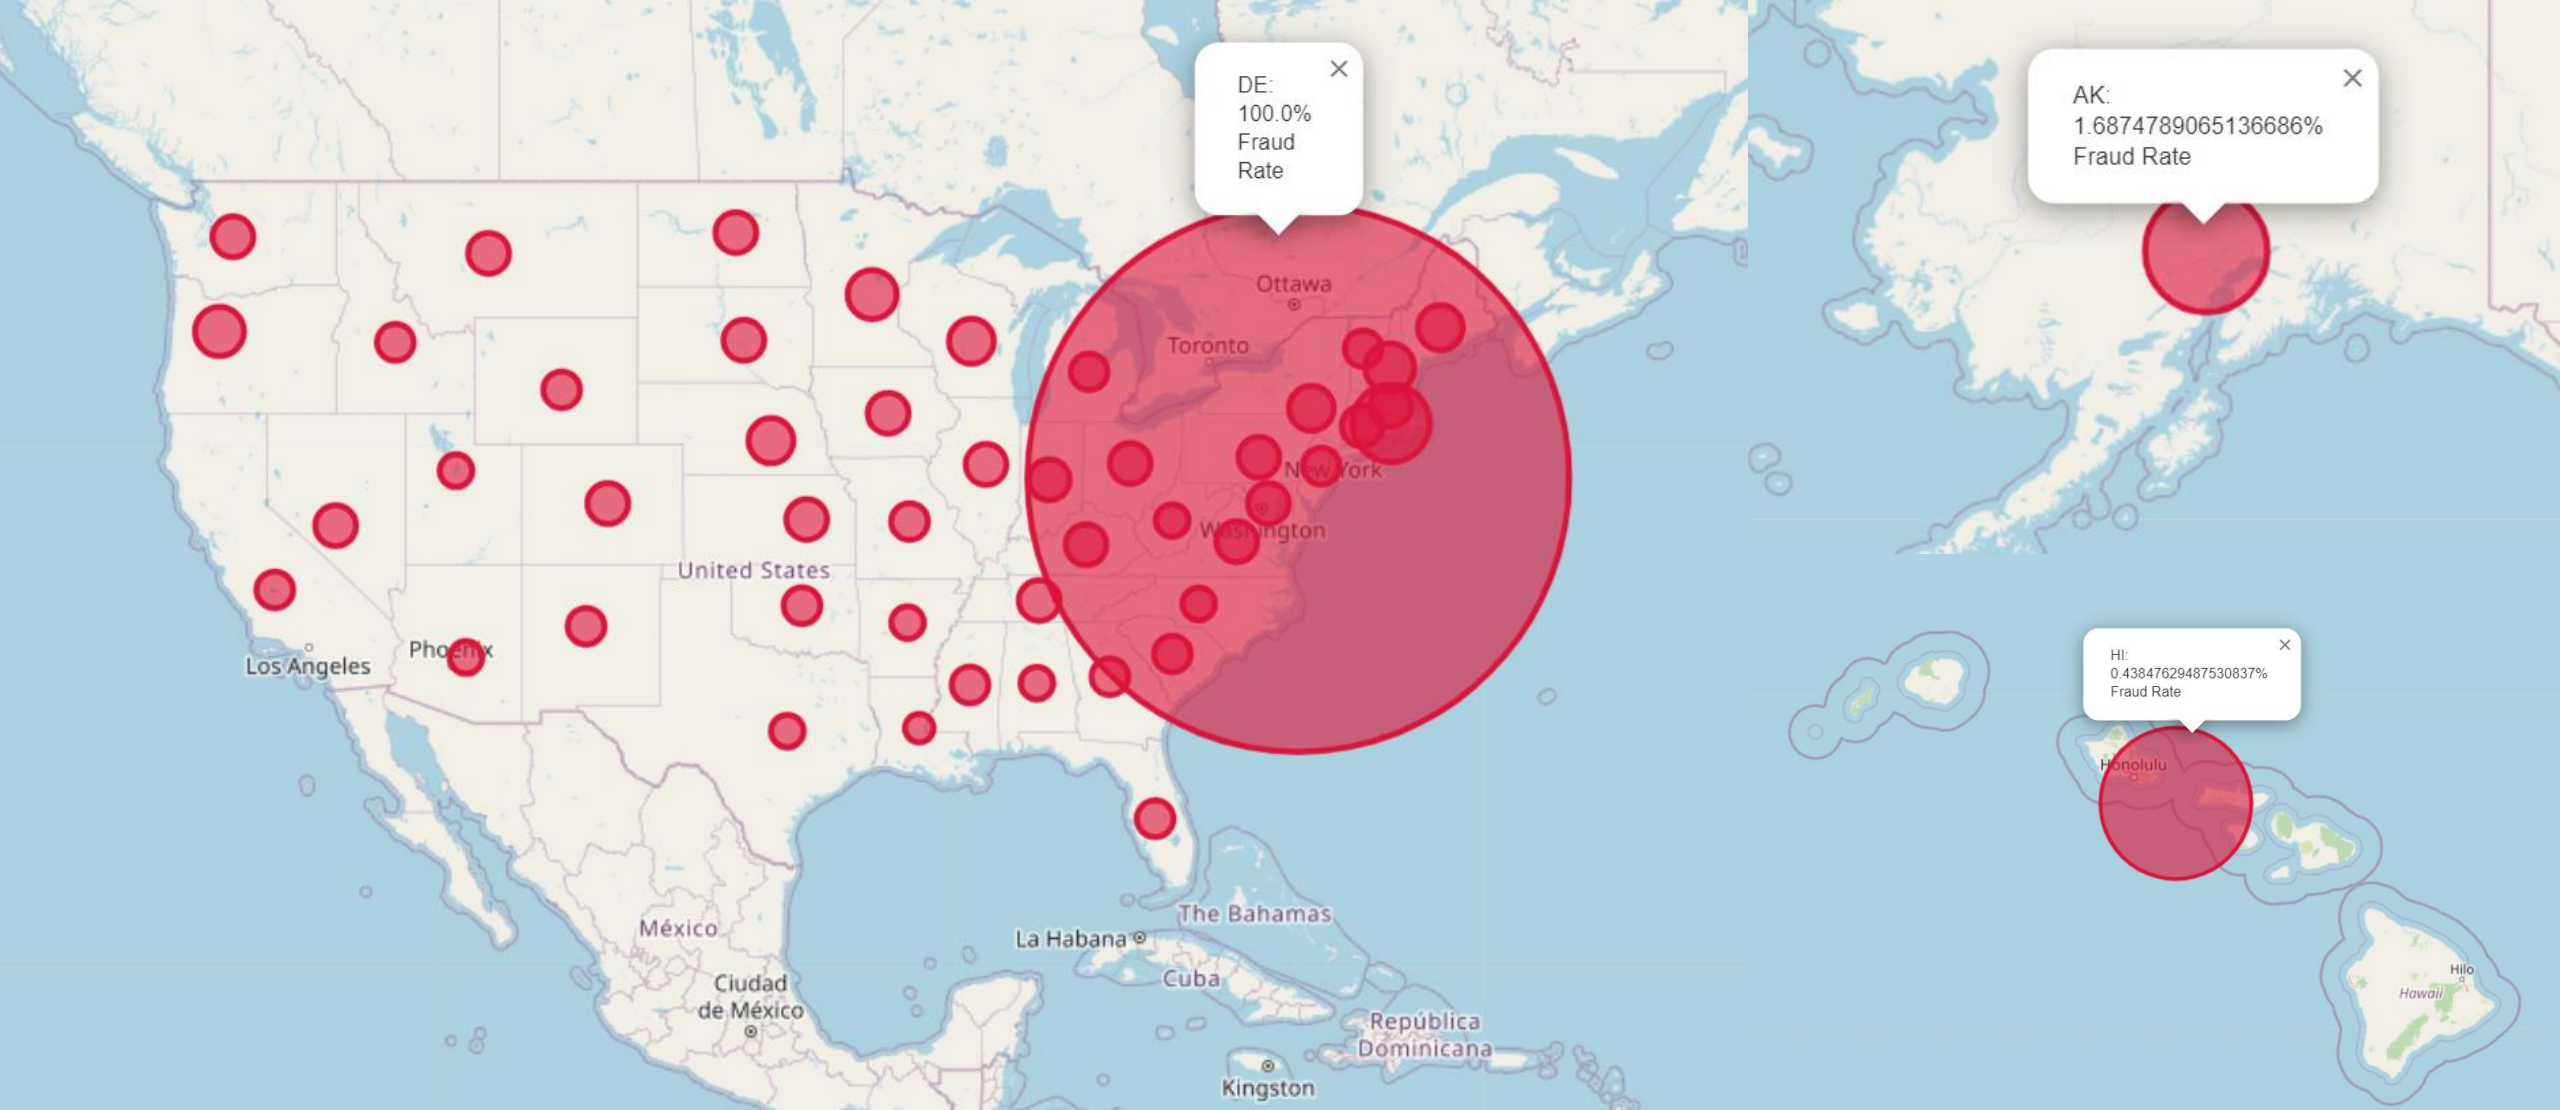 DE:
100.0%
Fraud
Rate
Ottawa
Toronto
New York
Washington
United States
Los Angeles
Phoenix
México
Ciudad
de México
La Habana
The Bahamas
Cuba
República
Dominicana
Kingston
AK:
1.6874789065136686%
Fraud Rate
HI:
0.43847629487530837%
Fraud Rate
Honolulu
Hilo
Hawaii